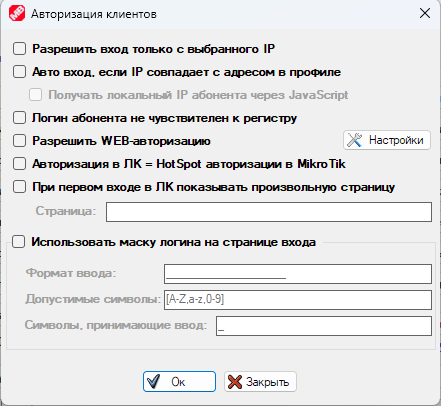 Авторизация клиентов
Разрешить вход только с выбранного IP
Авто вход, если IP совпадает с адресом в профиле
Получать локальный IP абонента через JavaScript
Логин абонента не чувствителен к регистру
Разрешить WEB-авторизацию
Настройки
Авторизация в ЛК = HotSpot авторизации в MikroTik
При первом входе в ЛК показывать произвольную страницу
Страница:
Использовать маску логина на странице входа
Формат ввода: ____________________
Допустимые символы: [A-Z,a-z,0-9]
Символы, принимающие ввод: _
Ок
Закрыть